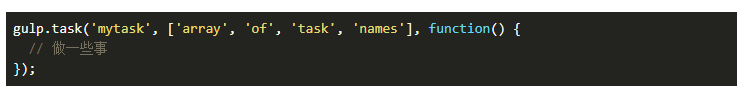 gulp.task('mytask', ['array', 'of', 'task', 'names'], function() {
  // 做一些事
});